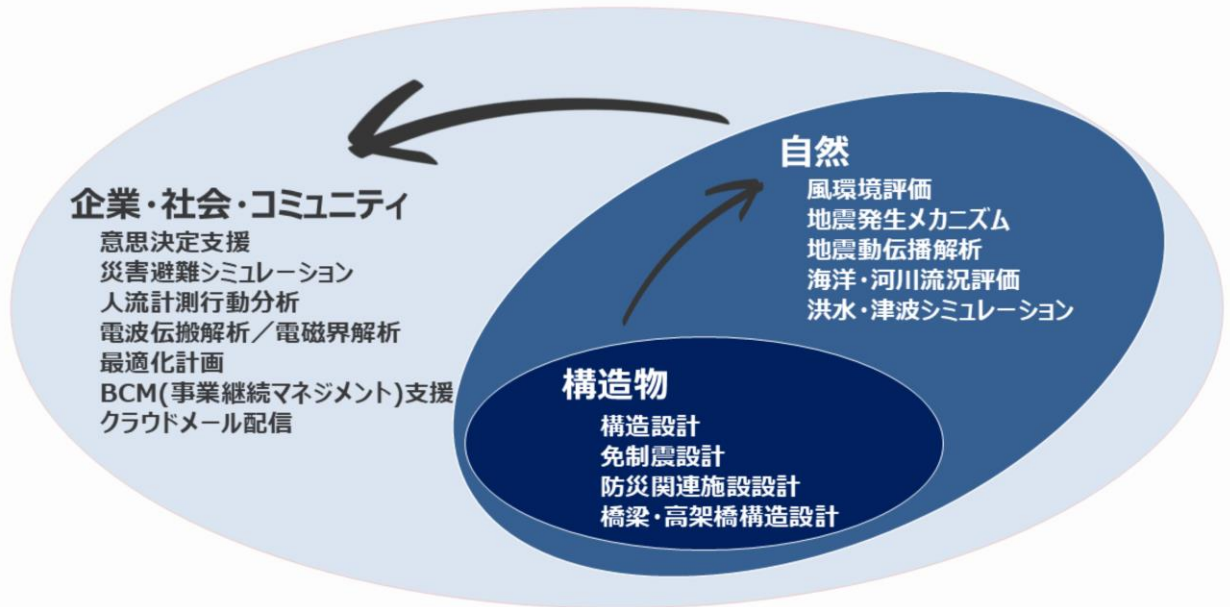 企業・社会・コミュニティ
意思決定支援
災害避難シミュレーション
人流計測行動分析
電波伝搬解析／電磁界解析
最適化計画
BCM(事業継続マネジメント)支援
クラウドメール配信
自然
風環境評価
地震発生メカニズム
地震動伝播解析
海洋・河川流況評価
洪水・津波シミュレーション
構造物
構造設計
免制震設計
防災関連施設設計
橋梁・高架橋構造設計